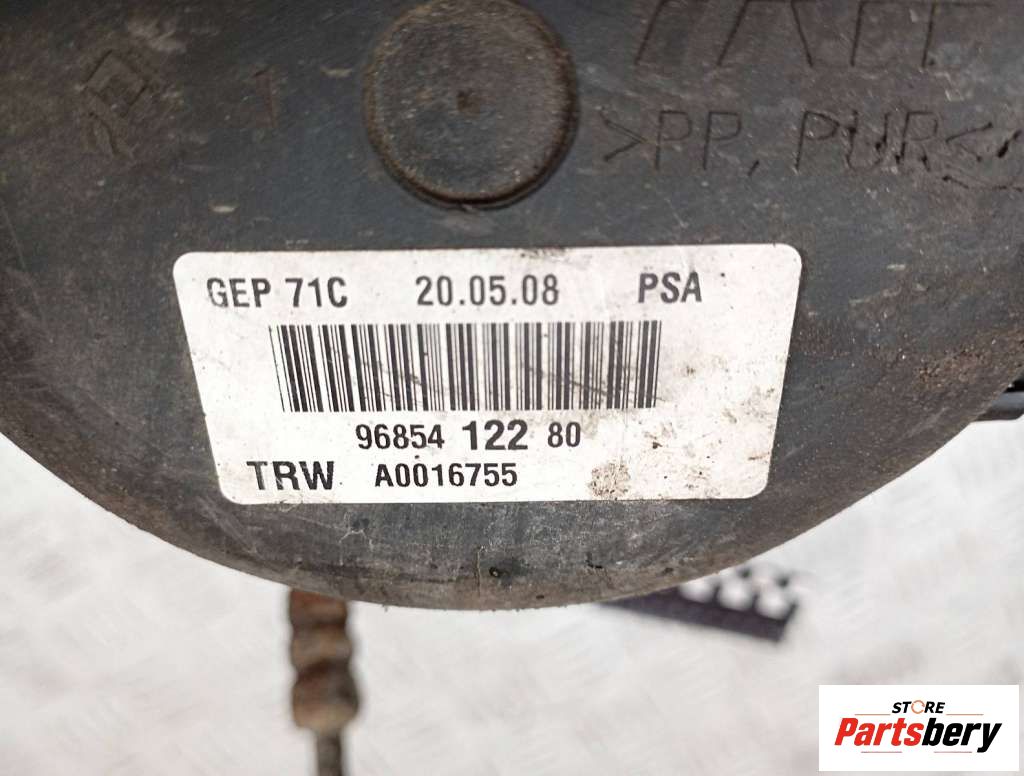 >PP, PUR<
GEP 71C 20.05.08 PSA
96854 122 80
TRW A0016755
STORE
Partsbery